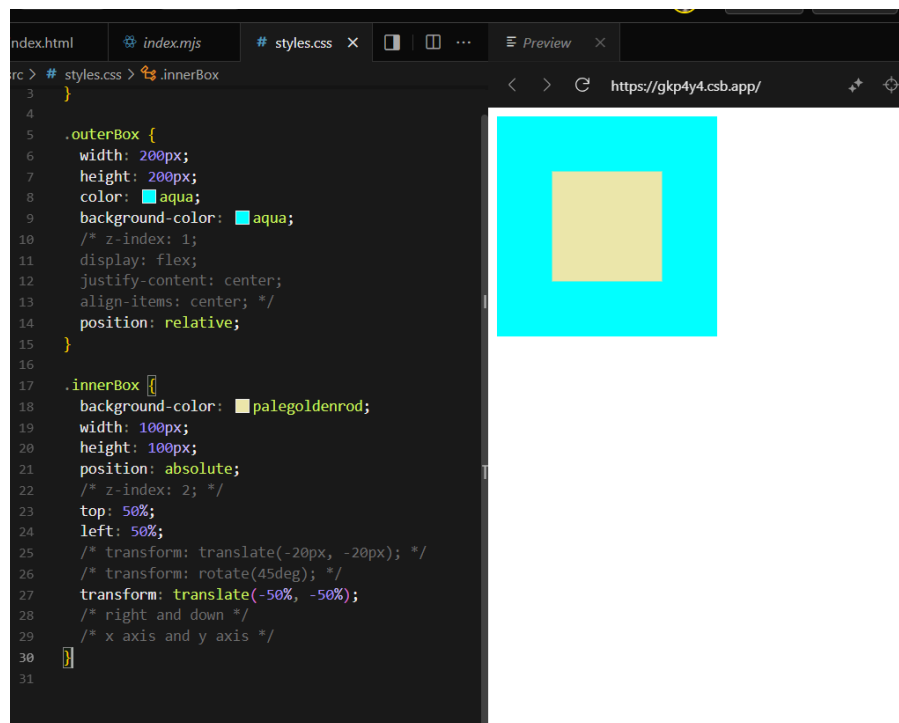 ndex.html
index.mjs
# styles.css
Preview
rc > # styles.css > .innerBox
https://gkp4y4.csb.app/
3 }
4
5 .outerBox {
6 width: 200px;
7 height: 200px;
8 color: aqua;
9 background-color: aqua;
10 /* z-index: 1;
11 display: flex;
12 justify-content: center;
13 align-items: center; */
14 position: relative;
15 }
16
17 .innerBox {
18 background-color: palegoldenrod;
19 width: 100px;
20 height: 100px;
21 position: absolute;
22 /* z-index: 2; */
23 top: 50%;
24 left: 50%;
25 /* transform: translate(-20px, -20px); */
26 /* transform: rotate(45deg); */
27 transform: translate(-50%, -50%);
28 /* right and down */
29 /* x axis and y axis */
30 }
31